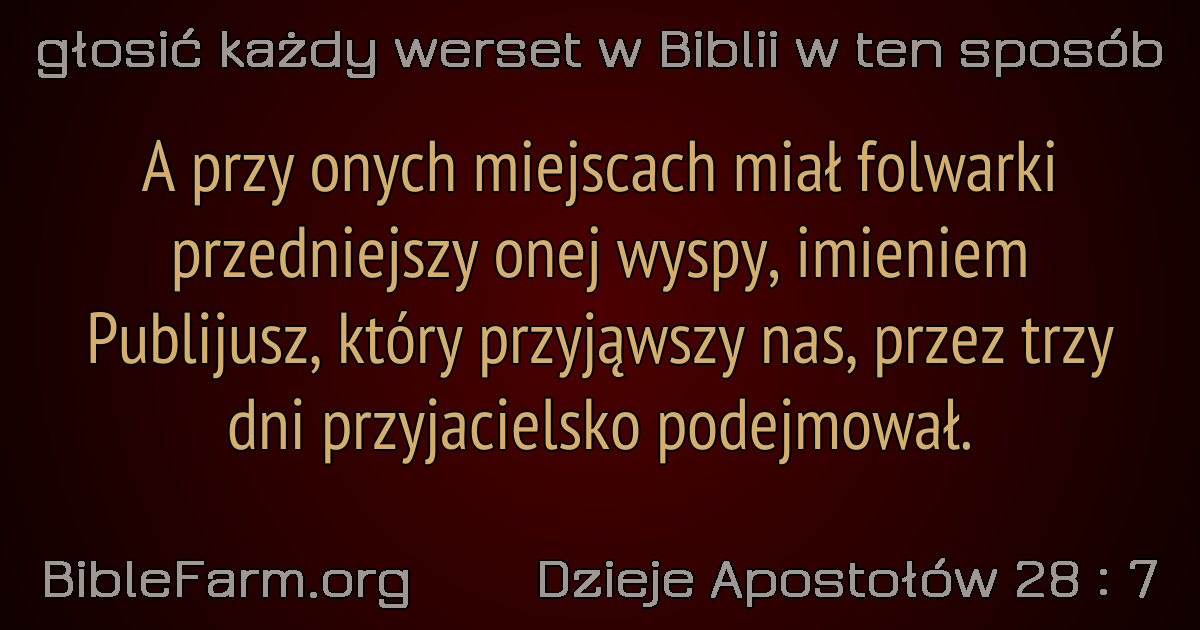 głosić każdy werset w Biblii w ten sposób
A przy onych miejscach miał folwarki
przedniejszy onej wyspy, imieniem
Publijusz, który przyjąwszy nas, przez trzy
dni przyjacielsko podejmował.
BibleFarm.org
Dzieje Apostołów 28 : 7